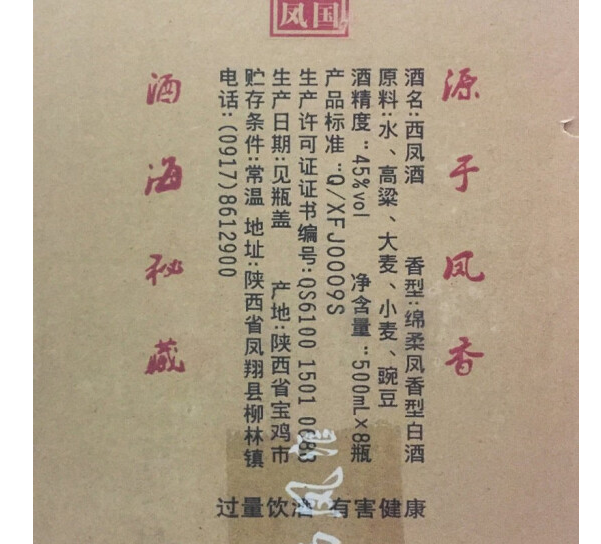 国凤
源于凤香
酒名:西凤酒 香型:绵柔凤香型白酒
原料:水、高粱、大麦、小麦、豌豆
酒精度:45%vol 净含量:500mL×8瓶
产品标准:Q/XFJ0009S
生产许可证证书编号:QS6100 1501
生产日期:见瓶盖 产地:陕西省宝鸡市
贮存条件:常温 地址:陕西省凤翔县柳林镇
电话:(0917)8612900
酒海秘藏
过量饮酒 有害健康